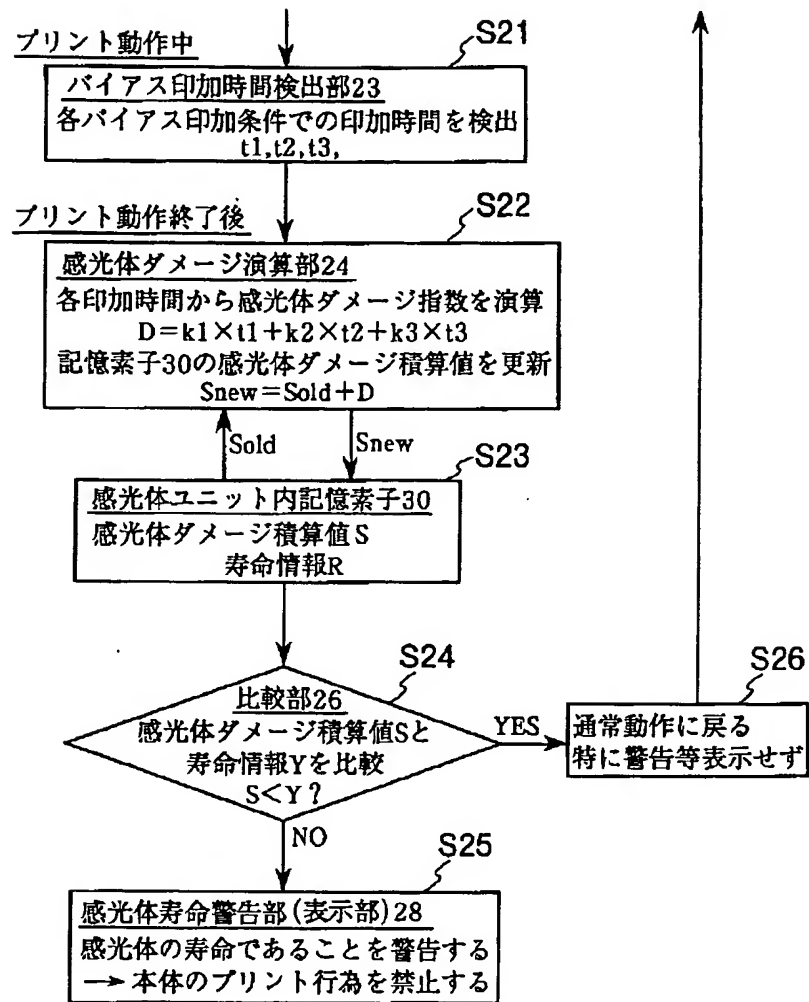 プリント動作中
S21
バイアス印加時間検出部23
各バイアス印加条件での印加時間を検出
t1,t2,t3,
プリント動作終了後
S22
感光体ダメージ演算部24
各印加時間から感光体ダメージ指数を演算
D=k1×t1+k2×t2+k3×t3
記憶素子30の感光体ダメージ積算値を更新
Snew=Sold+D
Sold
Snew
S23
感光体ユニット内記憶素子30
感光体ダメージ積算値S
寿命情報R
S24
比較部26
感光体ダメージ積算値Sと
寿命情報Yを比較
S<Y?
YES
S26
通常動作に戻る
特に警告等表示せず
NO
S25
感光体寿命警告部(表示部)28
感光体の寿命であることを警告する
→本体のプリント行為を禁止する